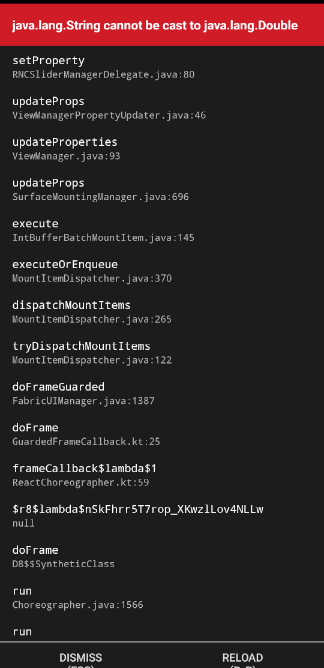 java.lang.String cannot be cast to java.lang.Double
setProperty
RNCSliderManagerDelegate.java:80
updateProps
ViewManagerPropertyUpdater.java:46
updateProperties
ViewManager.java:93
updateProps
SurfaceMountingManager.java:696
execute
IntBufferBatchMountItem.java:145
executeOrEnqueue
MountItemDispatcher.java:370
dispatchMountItems
MountItemDispatcher.java:265
tryDispatchMountItems
MountItemDispatcher.java:122
doFrameGuarded
FabricUIManager.java:1387
doFrame
GuardedFrameCallback.kt:25
frameCallback$lambda$1
ReactChoreographer.kt:59
$r8$lambda$nSkFhrr5T7rop_XKwzlLov4NLLw
null
doFrame
D8$$SyntheticClass
run
Choreographer.java:1566
run
DISMISS
RELOAD